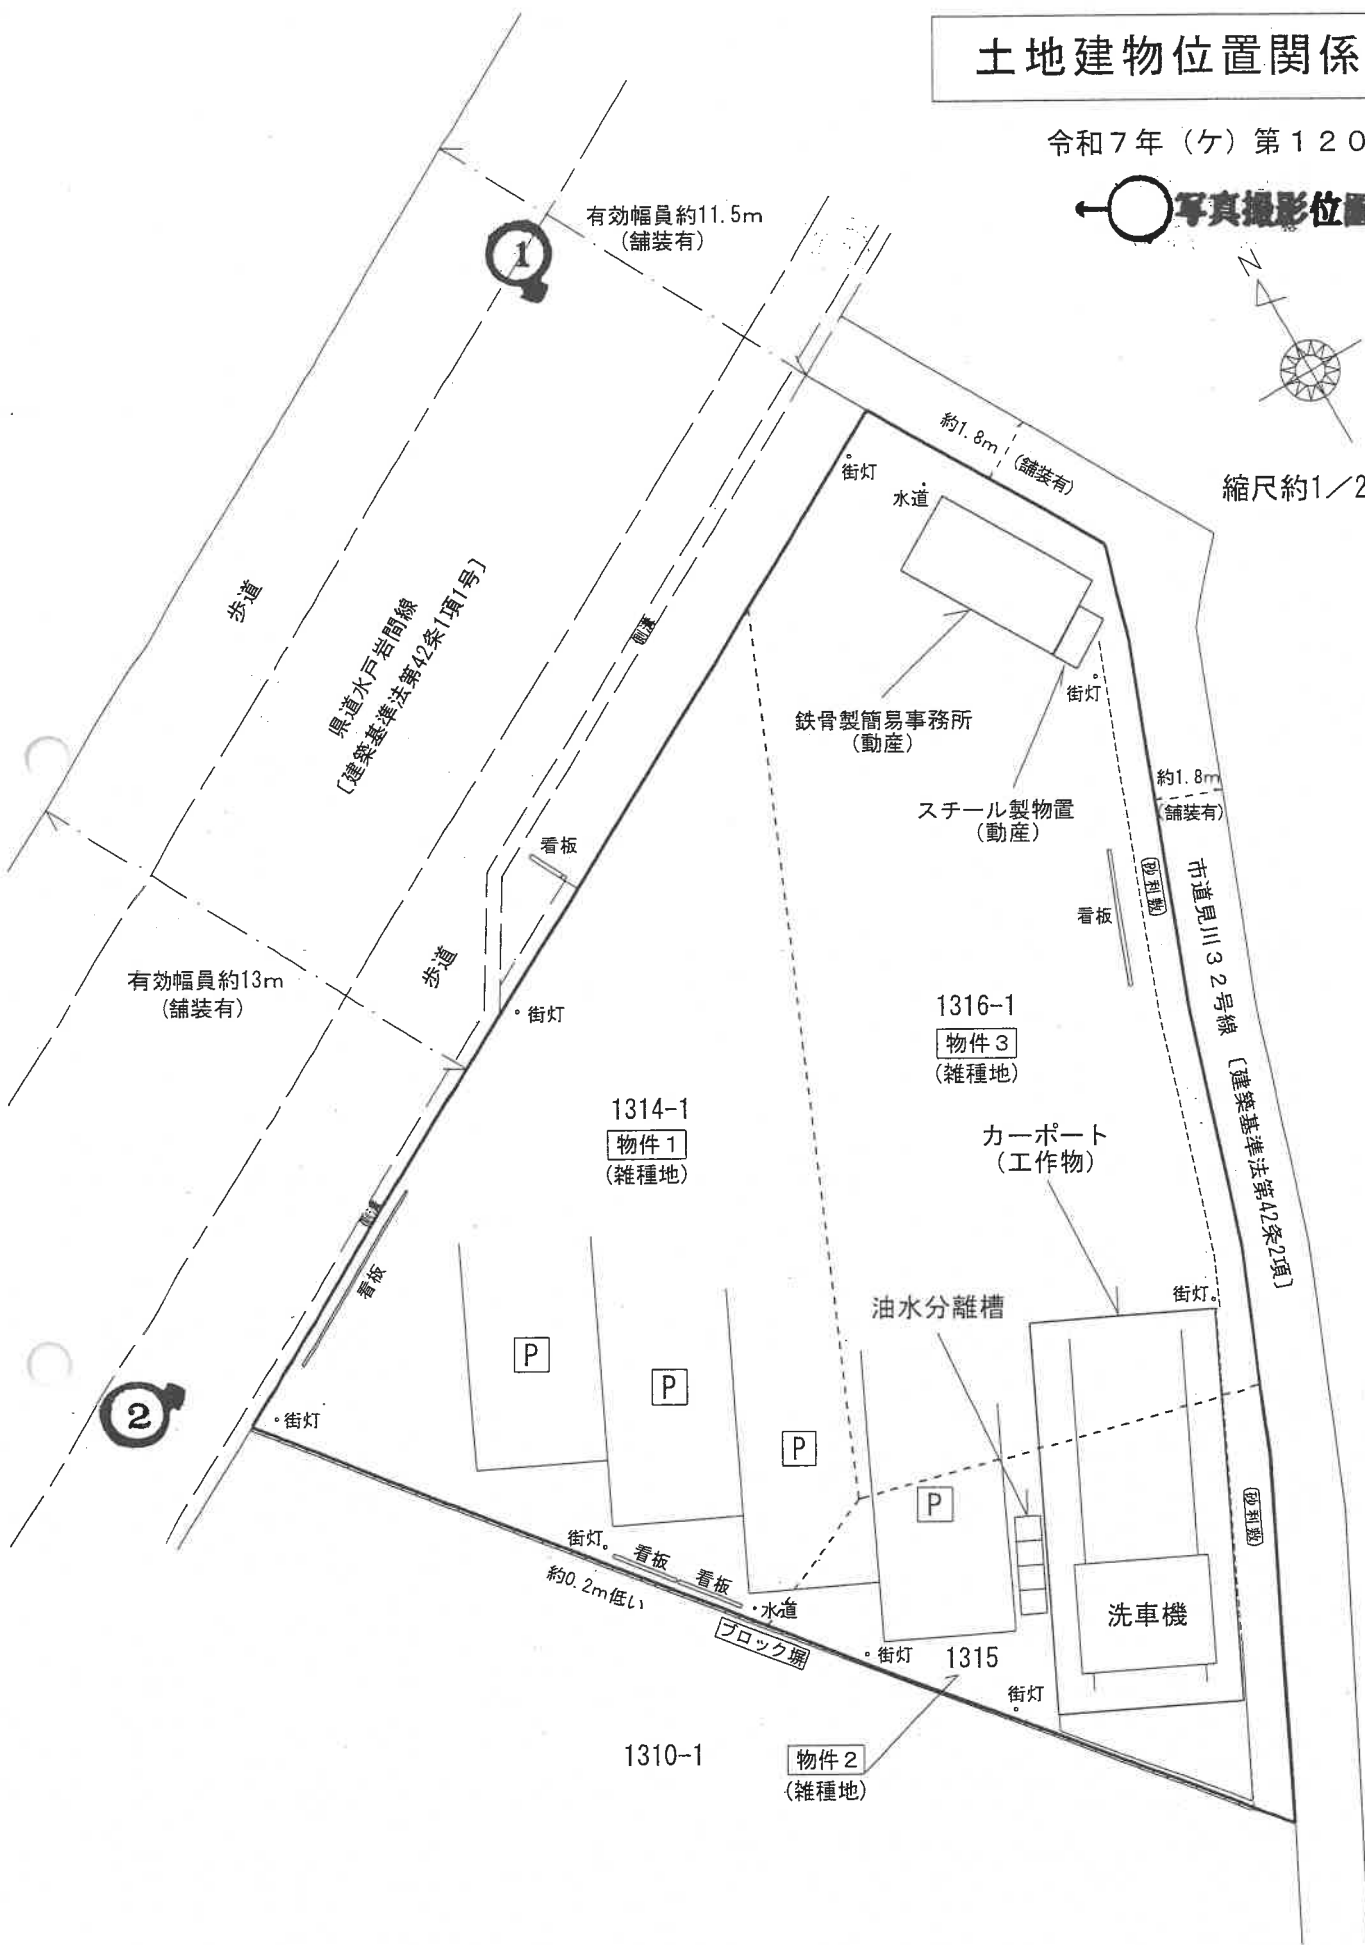 土地建物位置関係
令和7年（ケ）第120
写真撮影位置
N
縮尺約1／2
有効幅員約11.5m
（舗装有）
1
約1.8m
（舗装有）
街灯
水道
歩道
県道水戸岩間線
〔建築基準法第42条1項1号〕
側溝
鉄骨製簡易事務所
（動産）
街灯
スチール製物置
（動産）
約1.8m
（舗装有）
看板
砂利敷
市道見川32号線〔建築基準法第42条2項〕
看板
歩道
有効幅員約13m
（舗装有）
街灯
1316-1
物件3
（雑種地）
1314-1
物件1
（雑種地）
カーポート
（工作物）
側溝
看板
街灯
油水分離槽
P
P
P
P
2
街灯
砂利敷
街灯
看板
看板
約0.2m低い
水道
ブロック塀
洗車機
街灯
1315
街灯
1310-1
物件2
（雑種地）